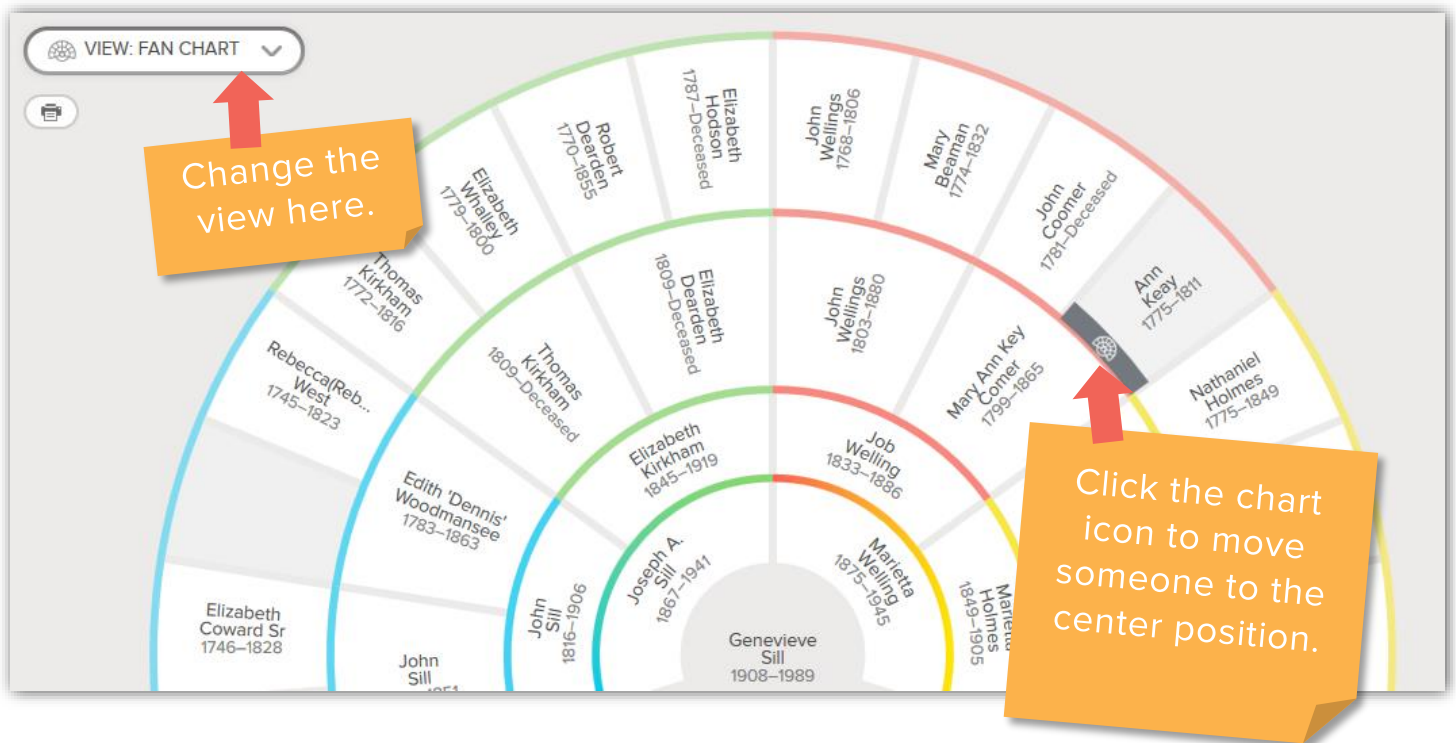 VIEW: FAN CHART
Change the
view here.
Elizabeth
Hodson
1787–Deceased
John
Wellings
1768–1806
Robert
Dearden
1770–1855
Mary
Beaman
1774–1832
Elizabeth
Whalley
1779–1800
John
Coomer
1781–Deceased
Thomas
Kirkham
1772–1816
Ann
Keay
1775–1811
Rebecca(Reb...
West
1745–1823
Nathaniel
Holmes
1775–1849
Elizabeth
Coward Sr
1746–1828
Elizabeth
Dearden
1809–Deceased
John
Wellings
1803–1880
Thomas
Kirkham
1809–Deceased
Mary Ann Key
Comer
1799–1865
Edith 'Dennis'
Woodmansee
1783–1863
John
Sill
Elizabeth
Kirkham
1845–1919
Job
Welling
1833–1886
John
Sill
1816–1906
Marietta
Holmes
1849–1905
Joseph A.
Sill
1867–1941
Marietta
Welling
1875–1945
Genevieve
Sill
1908–1989
Click the chart
icon to move
someone to the
center position.